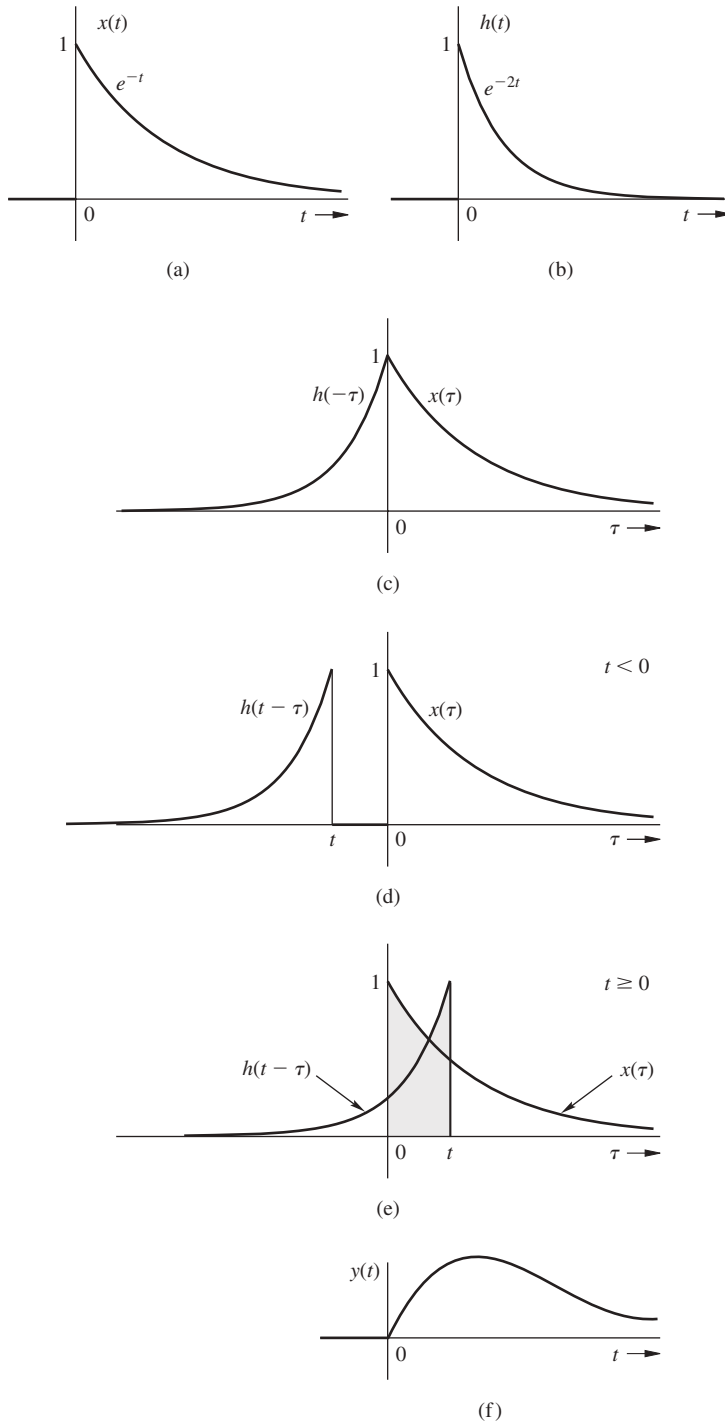 x(t)
1
e^{-t}
0
t
(a)
h(t)
1
e^{-2t}
0
t
(b)
1
h(−τ)
x(τ)
0
τ
(c)
1
t < 0
h(t − τ)
x(τ)
t
0
τ
(d)
1
t ≥ 0
h(t − τ)
x(τ)
0
t
τ
(e)
y(t)
0
t
(f)